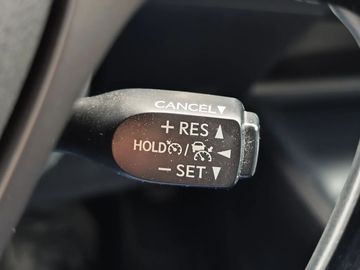 CANCEL▼
+ RES ▲
HOLD / ◀
− SET ▼